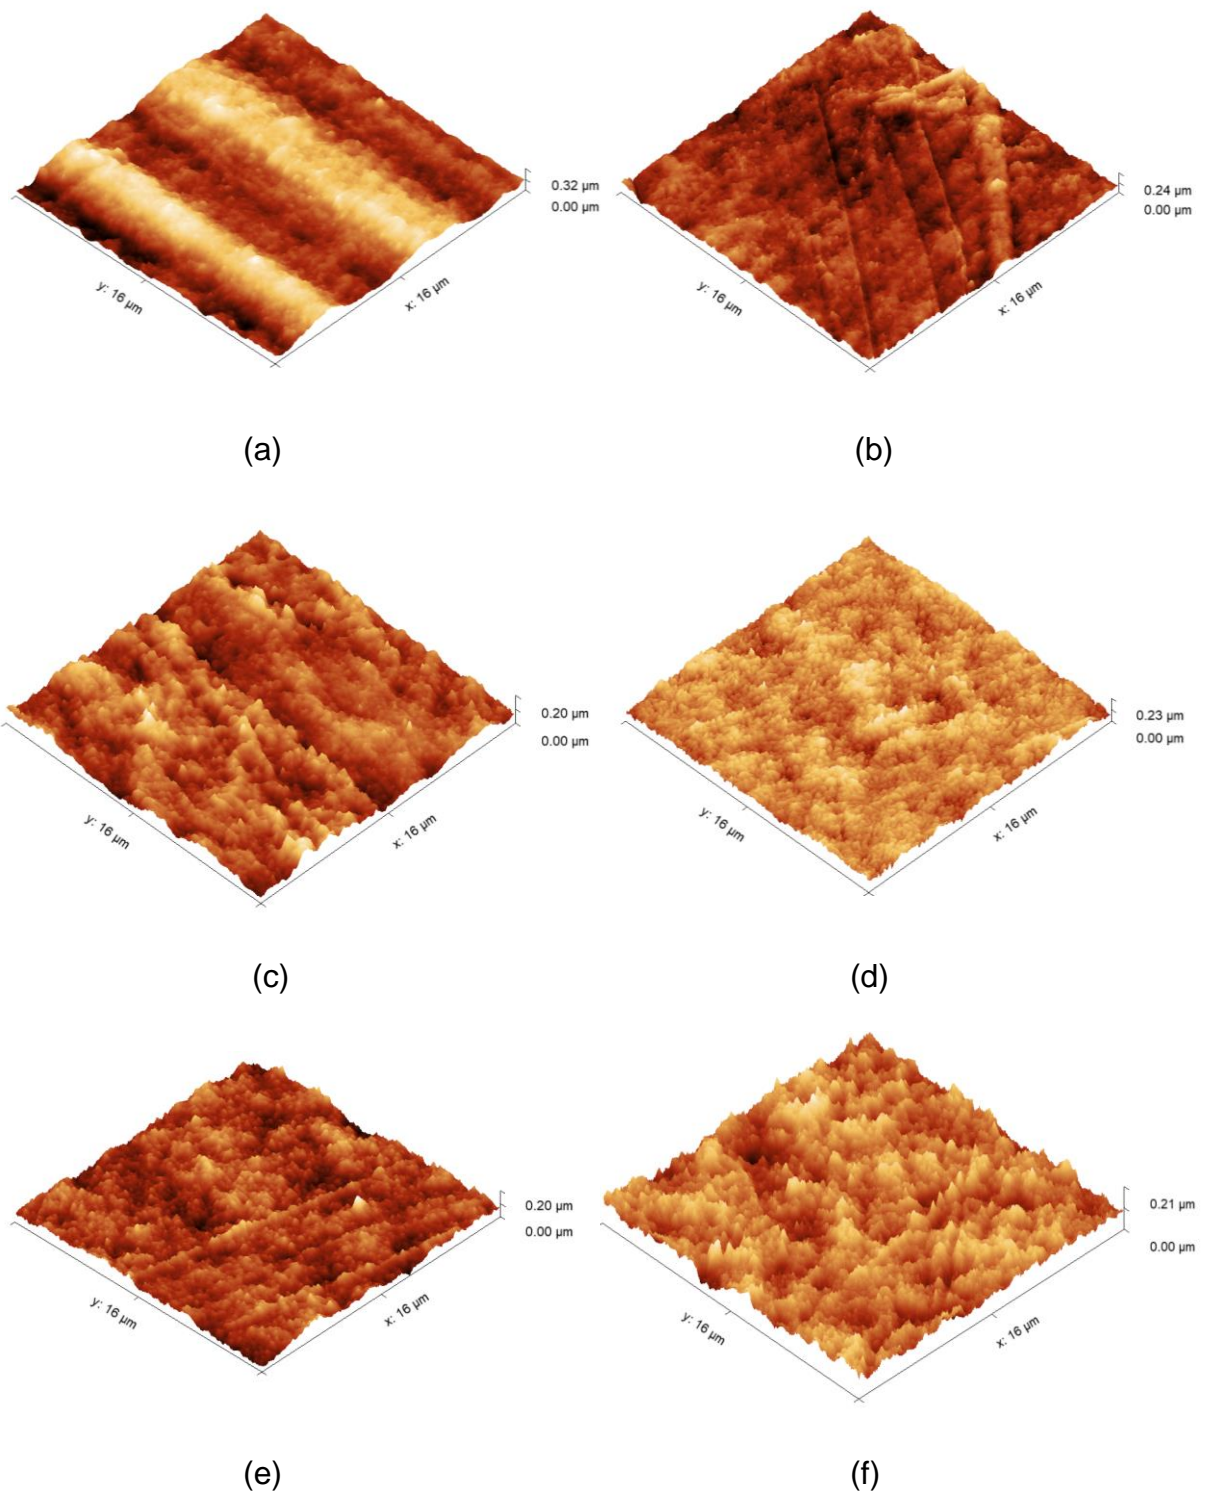 0.32 µm
0.00 µm
y: 16 µm
x: 16 µm
(a)
0.24 µm
0.00 µm
y: 16 µm
x: 16 µm
(b)
0.20 µm
0.00 µm
y: 16 µm
x: 16 µm
(c)
0.23 µm
0.00 µm
y: 16 µm
x: 16 µm
(d)
0.20 µm
0.00 µm
y: 16 µm
x: 16 µm
(e)
0.21 µm
0.00 µm
y: 16 µm
x: 16 µm
(f)